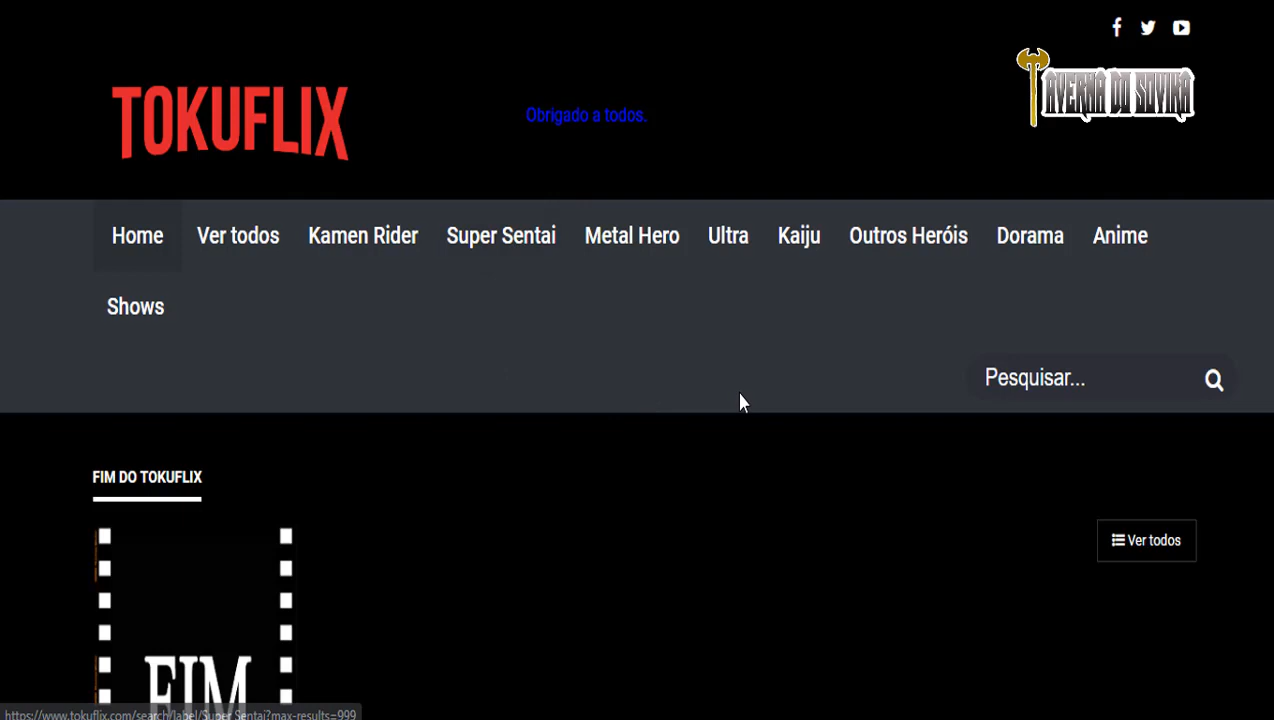 TOKUFLIX
Obrigado a todos.
TAVERNA DO SOVIKA
Home Ver todos Kamen Rider Super Sentai Metal Hero Ultra Kaiju Outros Heróis Dorama Anime
Shows
Pesquisar...
FIM DO TOKUFLIX
Ver todos
FIM
https://www.tokuflix.com/search/label/Super Sentai?max-results=999